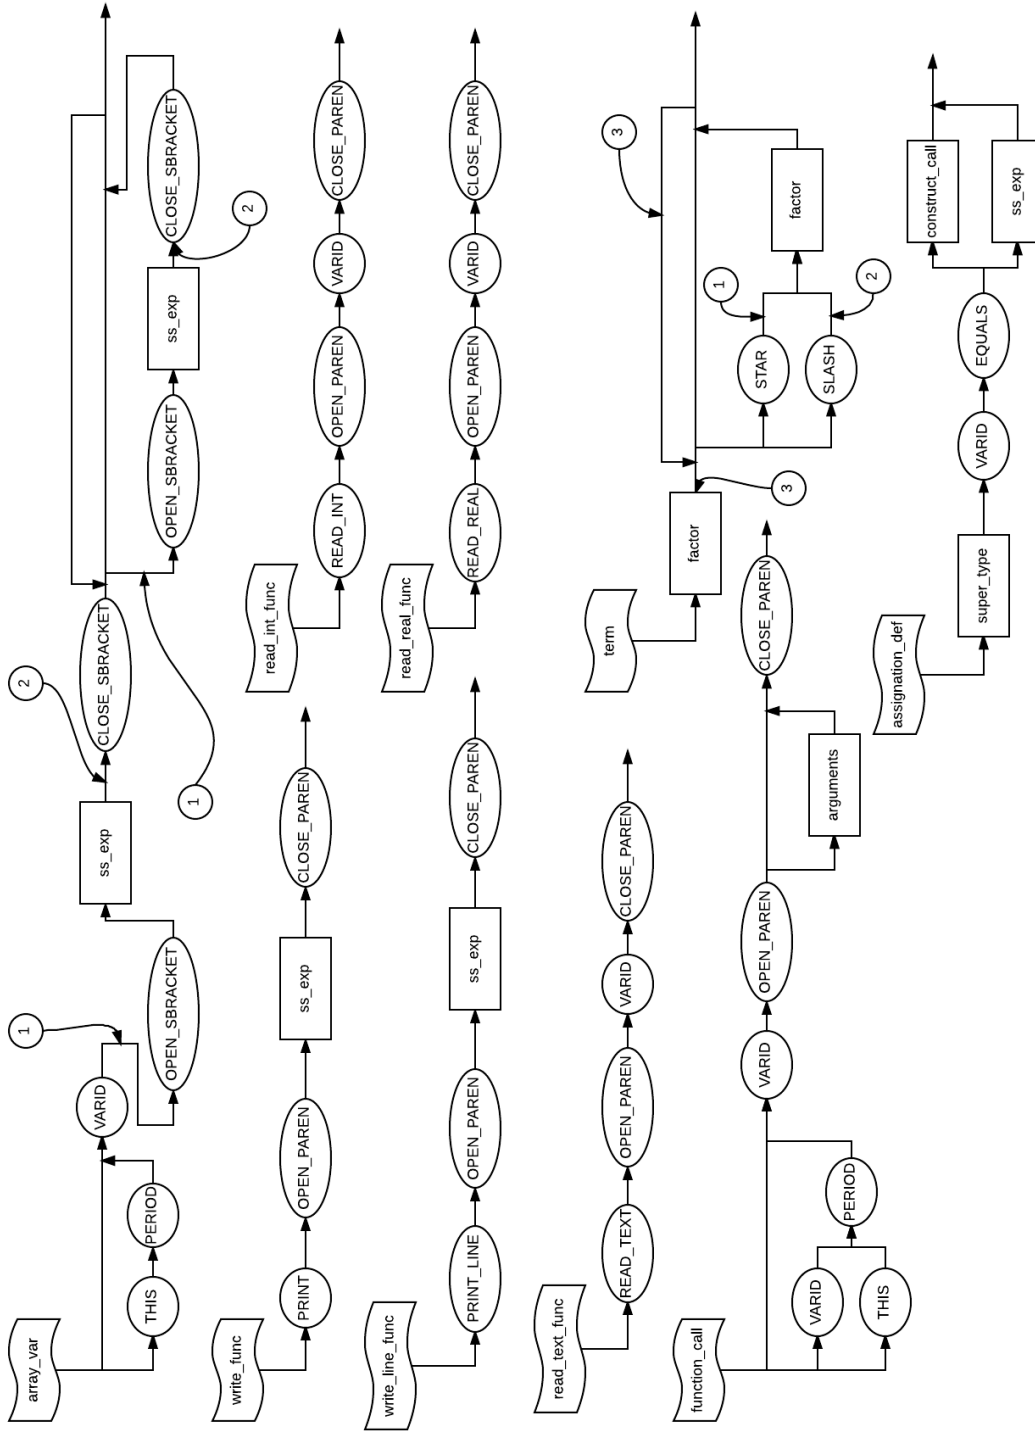 array_var
THIS
PERIOD
VARID
1
OPEN_SBRACKET
ss_exp
2
CLOSE_SBRACKET
1
OPEN_SBRACKET
ss_exp
2
CLOSE_SBRACKET
write_func
PRINT
OPEN_PAREN
ss_exp
CLOSE_PAREN
read_int_func
READ_INT
OPEN_PAREN
VARID
CLOSE_PAREN
write_line_func
PRINT_LINE
OPEN_PAREN
ss_exp
CLOSE_PAREN
read_real_func
READ_REAL
OPEN_PAREN
VARID
CLOSE_PAREN
read_text_func
READ_TEXT
OPEN_PAREN
VARID
CLOSE_PAREN
term
factor
3
STAR
SLASH
1
2
factor
3
function_call
VARID
THIS
PERIOD
VARID
OPEN_PAREN
arguments
CLOSE_PAREN
assignation_def
super_type
VARID
EQUALS
construct_call
ss_exp